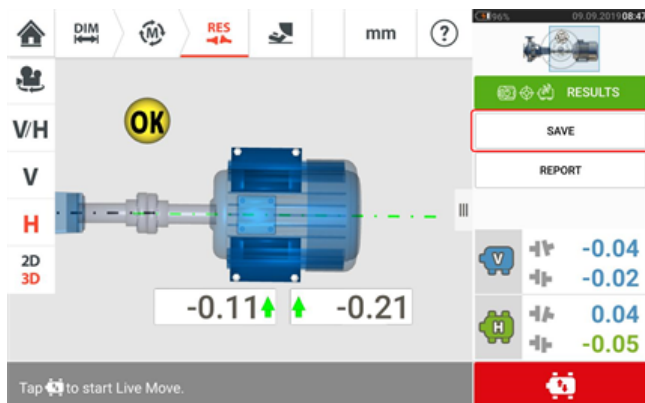 DIM
M
RES
mm
?
96%
09.09.2019 08:47
RESULTS
SAVE
REPORT
V/H
V
H
2D
3D
OK
-0.11
-0.21
V
-0.04
-0.02
H
0.04
-0.05
Tap to start Live Move.